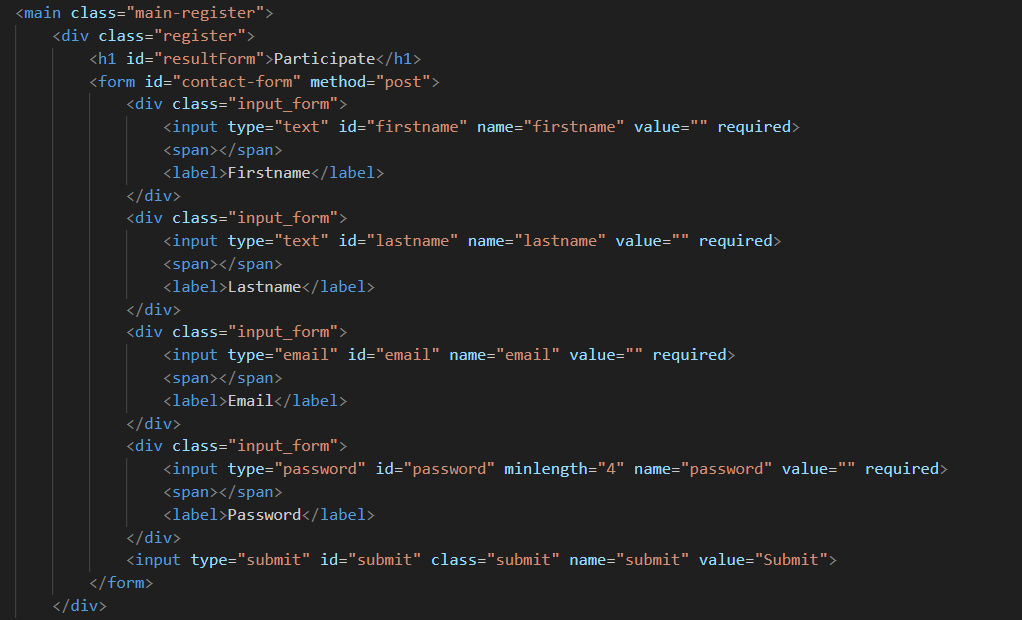 <main class="main-register">
<div class="register">
<h1 id="resultForm">Participate</h1>
<form id="contact-form" method="post">
<div class="input_form">
<input type="text" id="firstname" name="firstname" value="" required>
<span></span>
<label>Firstname</label>
</div>
<div class="input_form">
<input type="text" id="lastname" name="lastname" value="" required>
<span></span>
<label>Lastname</label>
</div>
<div class="input_form">
<input type="email" id="email" name="email" value="" required>
<span></span>
<label>Email</label>
</div>
<div class="input_form">
<input type="password" id="password" minlength="4" name="password" value="" required>
<span></span>
<label>Password</label>
</div>
<input type="submit" id="submit" class="submit" name="submit" value="Submit">
</form>
</div>